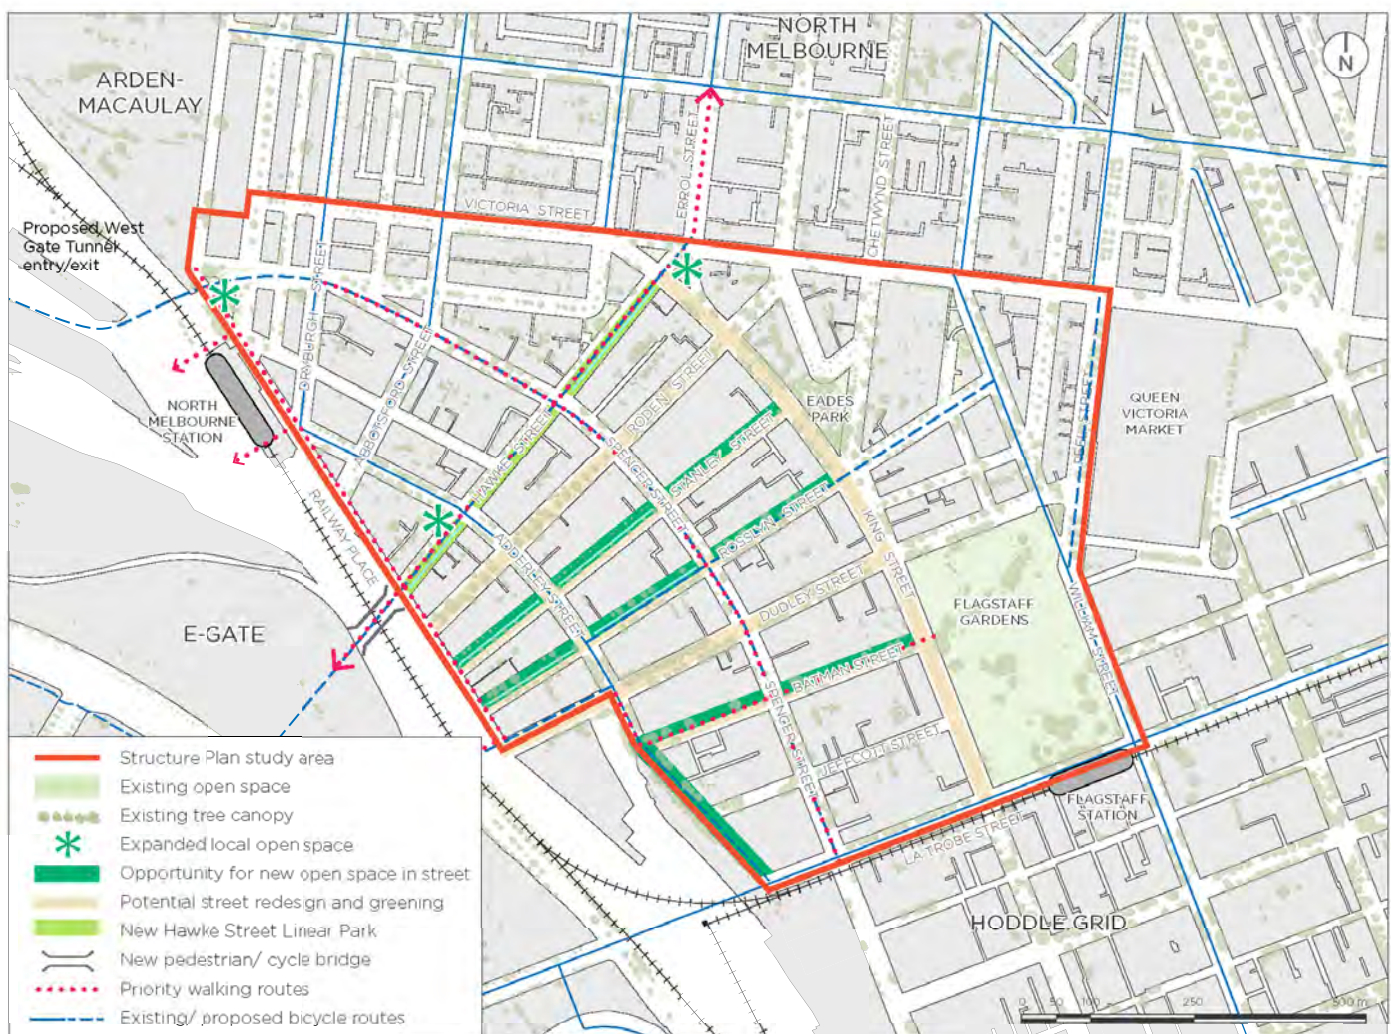 NORTH
MELBOURNE
ARDEN-
MACAULAY
N
ERROL STREET
CHETWYND STREET
VICTORIA STREET
Proposed West
Gate Tunnel
entry/exit
DRYBURGH STREET
ABBOTSFORD STREET
HAWKE STREET
RODEN STREET
SPENCER STREET
STANLEY STREET
EADES
PARK
PEEL STREET
QUEEN
VICTORIA
MARKET
NORTH
MELBOURNE
STATION
RAILWAY PLACE
ADDERLEY STREET
ROSSLYN STREET
KING STREET
DUDLEY STREET
FLAGSTAFF
GARDENS
WILLIAM STREET
E-GATE
BATMAN STREET
SPENCER STREET
JEFFCOTT STREET
FLAGSTAFF
STATION
LA TROBE STREET
HODDLE GRID
Structure Plan study area
Existing open space
Existing tree canopy
Expanded local open space
Opportunity for new open space in street
Potential street redesign and greening
New Hawke Street Linear Park
New pedestrian/ cycle bridge
Priority walking routes
Existing/ proposed bicycle routes
0 50 100 250 500 m